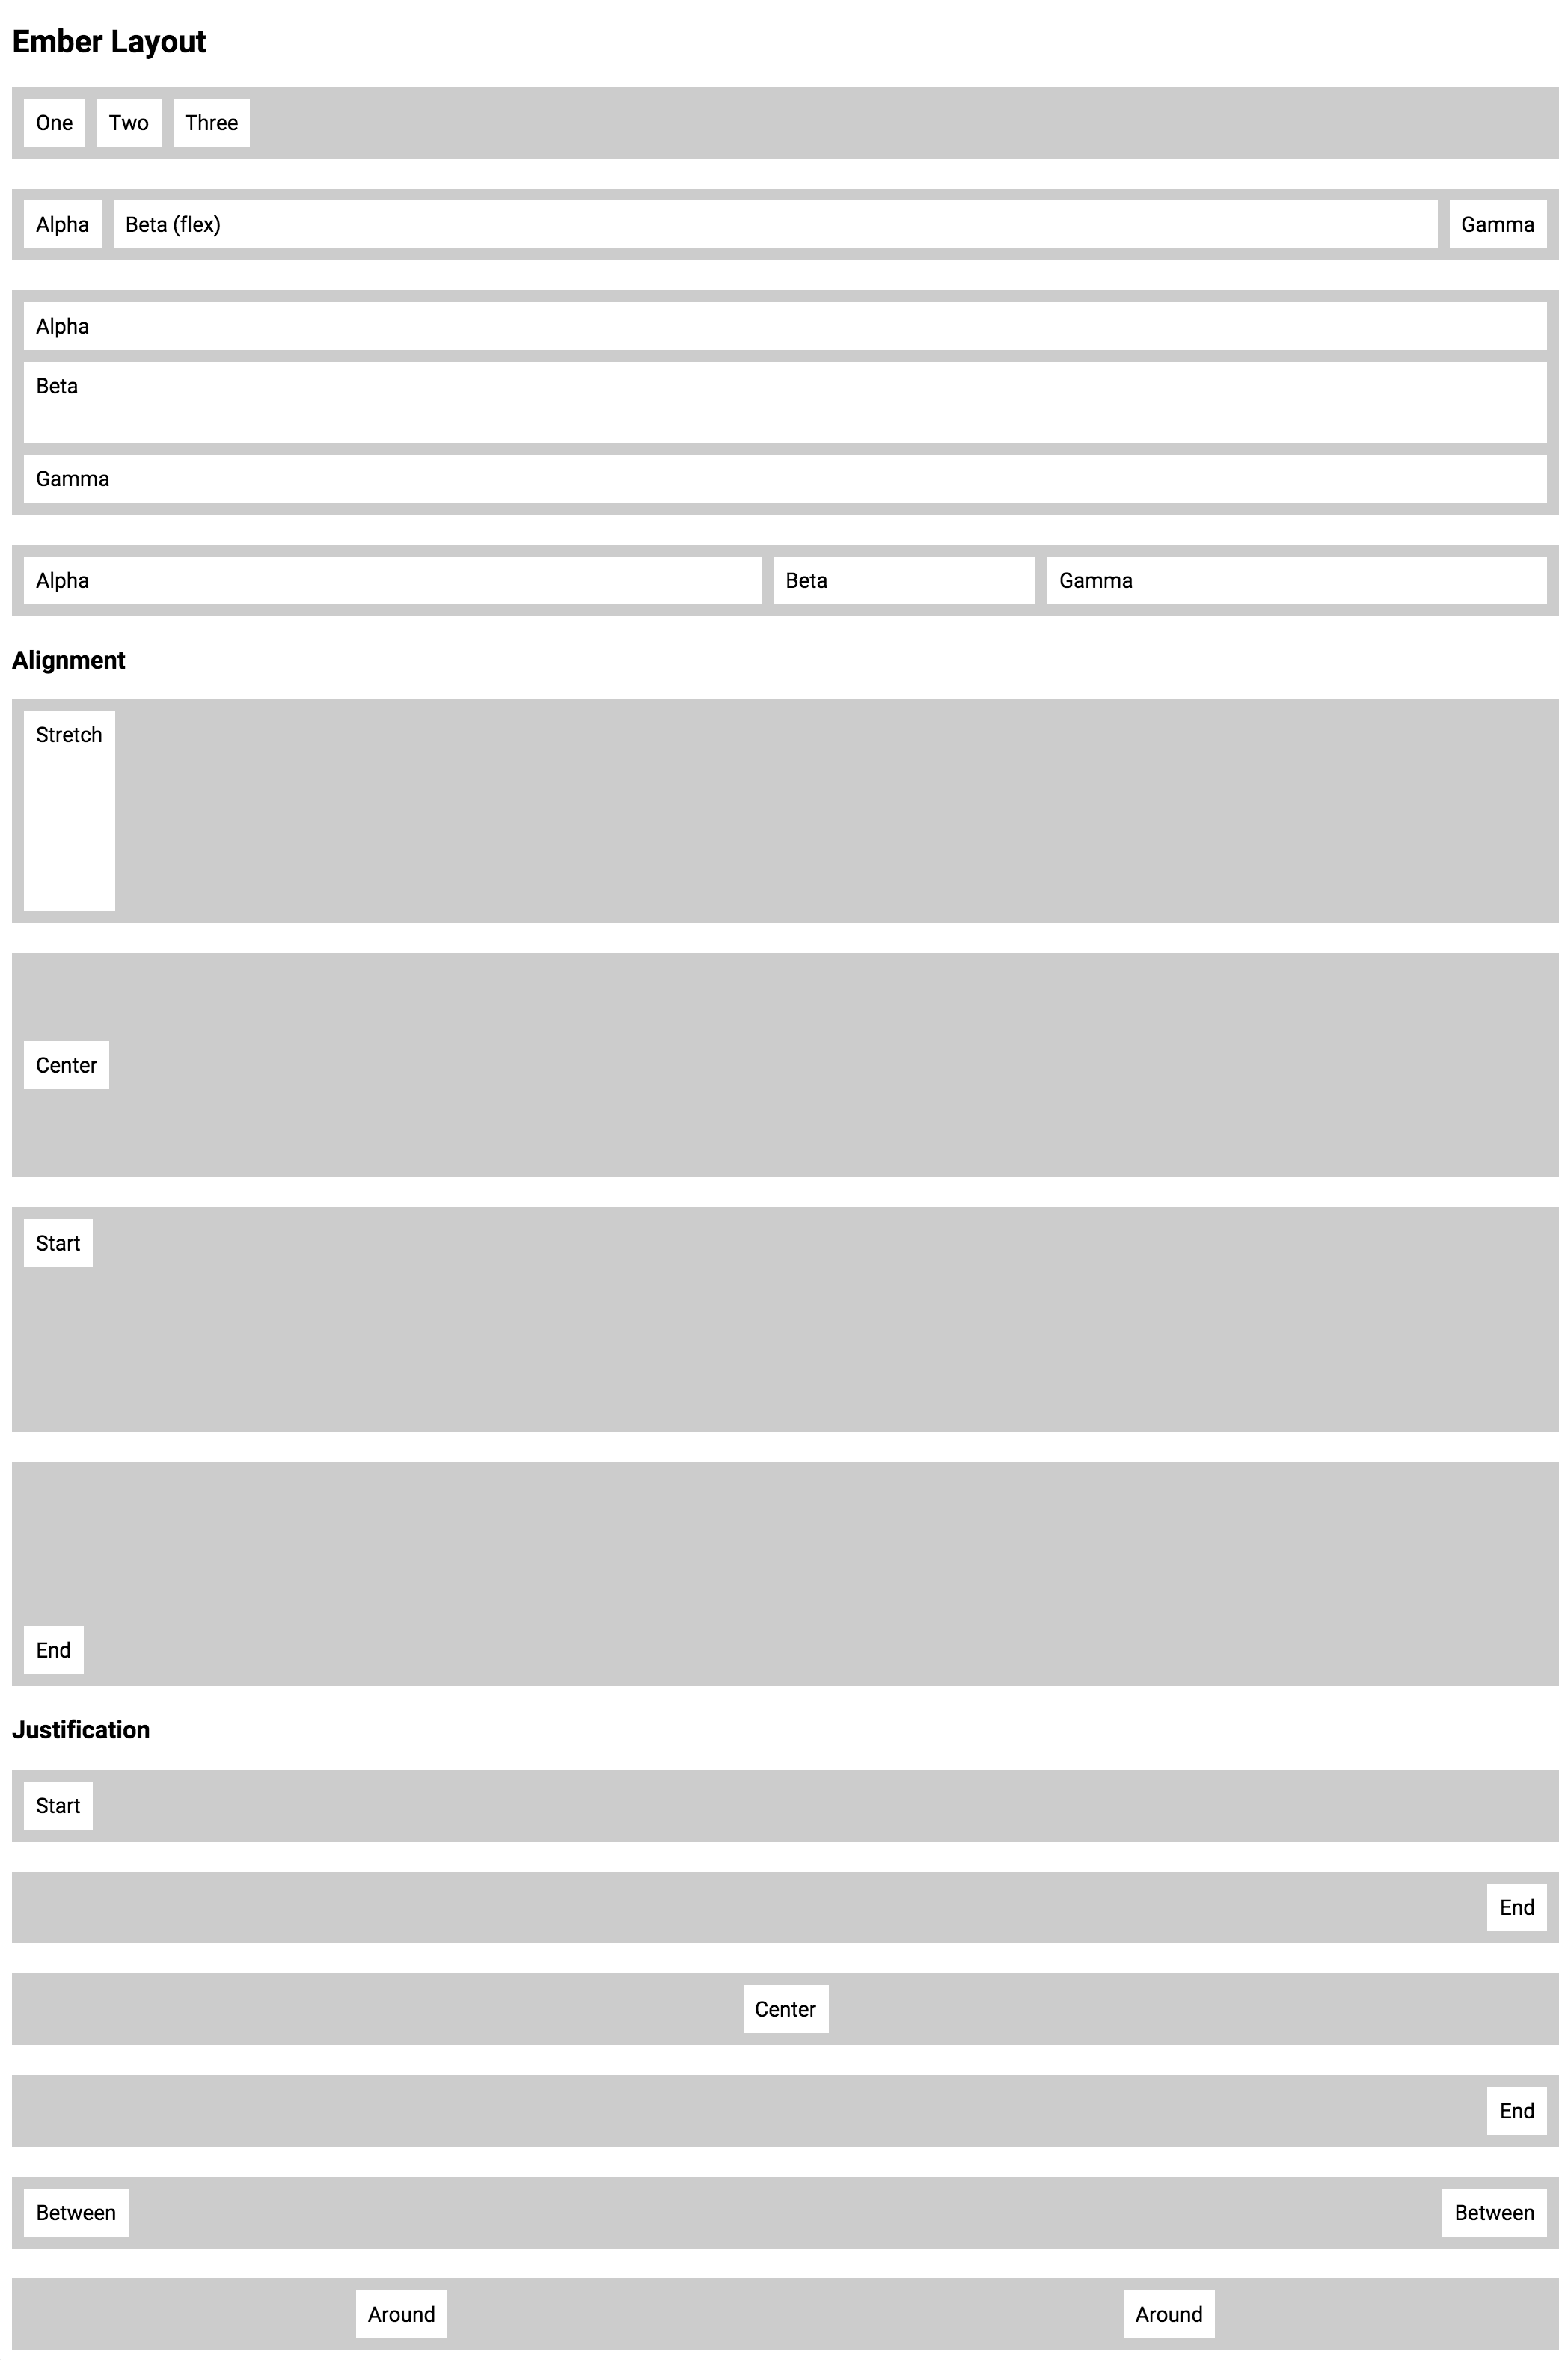 Ember Layout
One Two Three
Alpha Beta (flex) Gamma
Alpha
Beta
Gamma
Alpha Beta Gamma
Alignment
Stretch
Center
Start
End
Justification
Start
End
Center
End
Between Between
Around Around